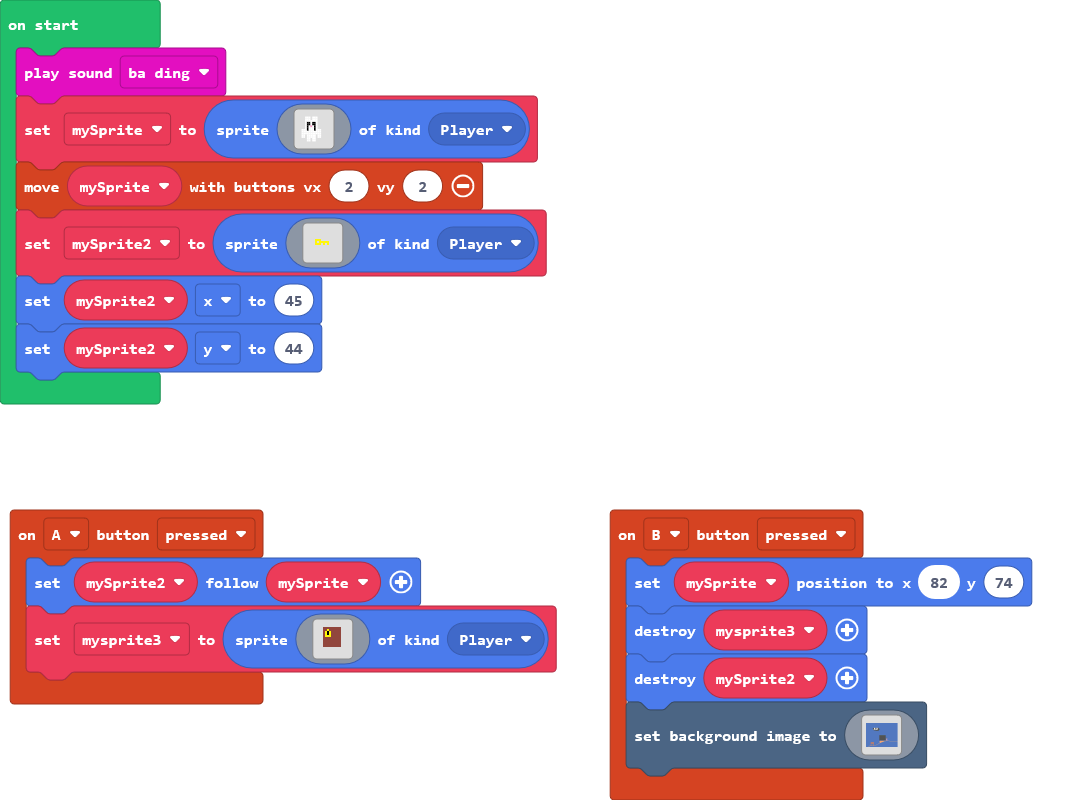 on start
play sound ba ding
set mySprite to sprite of kind Player
move mySprite with buttons vx 2 vy 2
set mySprite2 to sprite of kind Player
set mySprite2 x to 45
set mySprite2 y to 44
on A button pressed
set mySprite2 follow mySprite
set mysprite3 to sprite of kind Player
on B button pressed
set mySprite position to x 82 y 74
destroy mysprite3
destroy mySprite2
set background image to